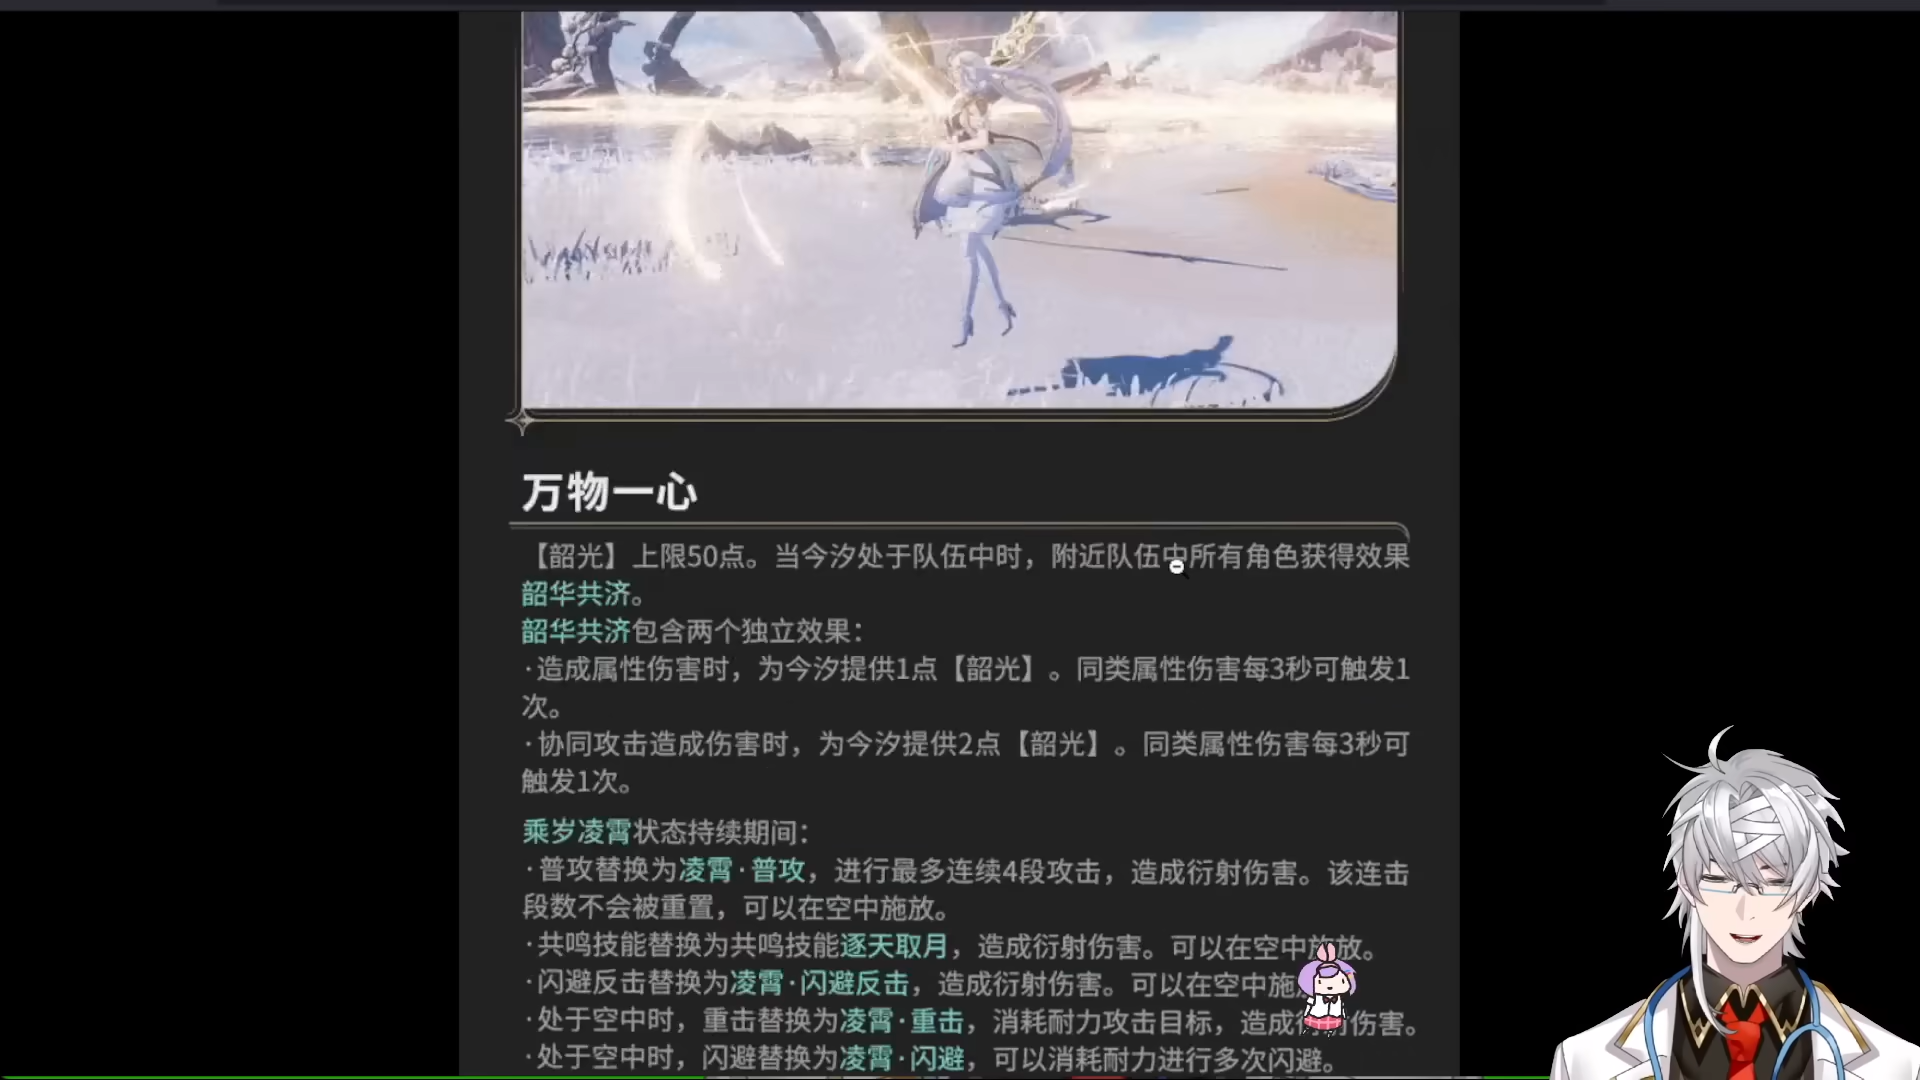 万物一心
【韶光】上限50点。当今汐处于队伍中时，附近队伍中所有角色获得效果
韶华共济。
韶华共济包含两个独立效果：
·造成属性伤害时，为今汐提供1点【韶光】。同类属性伤害每3秒可触发1
次。
·协同攻击造成伤害时，为今汐提供2点【韶光】。同类属性伤害每3秒可
触发1次。
乘岁凌霄状态持续期间：
·普攻替换为凌霄·普攻，进行最多连续4段攻击，造成衍射伤害。该连击
段数不会被重置，可以在空中施放。
·共鸣技能替换为共鸣技能逐天取月，造成衍射伤害。可以在空中施放。
·闪避反击替换为凌霄·闪避反击，造成衍射伤害。可以在空中施
·处于空中时，重击替换为凌霄·重击，消耗耐力攻击目标，造成衍射伤害。
·处于空中时，闪避替换为凌霄·闪避，可以消耗耐力进行多次闪避。